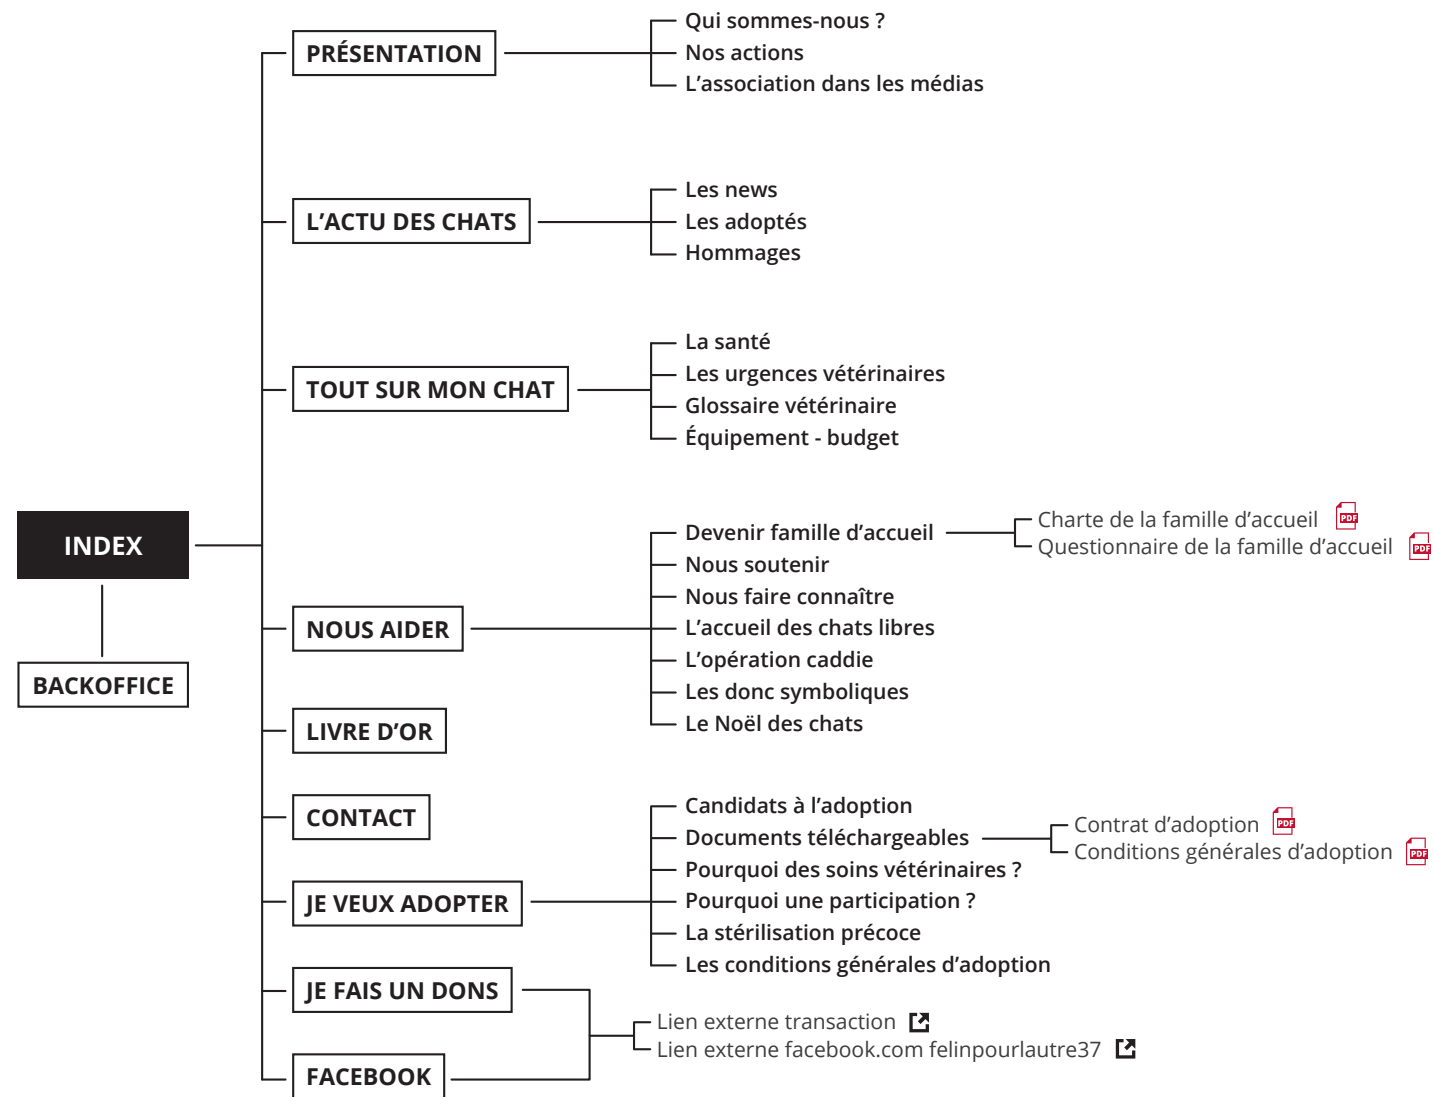 PRÉSENTATION
Qui sommes-nous ?
Nos actions
L’association dans les médias
L’ACTU DES CHATS
Les news
Les adoptés
Hommages
TOUT SUR MON CHAT
La santé
Les urgences vétérinaires
Glossaire vétérinaire
Équipement - budget
INDEX
BACKOFFICE
NOUS AIDER
Devenir famille d’accueil
Charte de la famille d’accueil PDF
Questionnaire de la famille d’accueil PDF
Nous soutenir
Nous faire connaître
L’accueil des chats libres
L’opération caddie
Les donc symboliques
Le Noël des chats
LIVRE D’OR
CONTACT
JE VEUX ADOPTER
Candidats à l’adoption
Documents téléchargeables
Contrat d’adoption PDF
Conditions générales d’adoption PDF
Pourquoi des soins vétérinaires ?
Pourquoi une participation ?
La stérilisation précoce
Les conditions générales d’adoption
JE FAIS UN DONS
FACEBOOK
Lien externe transaction
Lien externe facebook.com felinpourlautre37